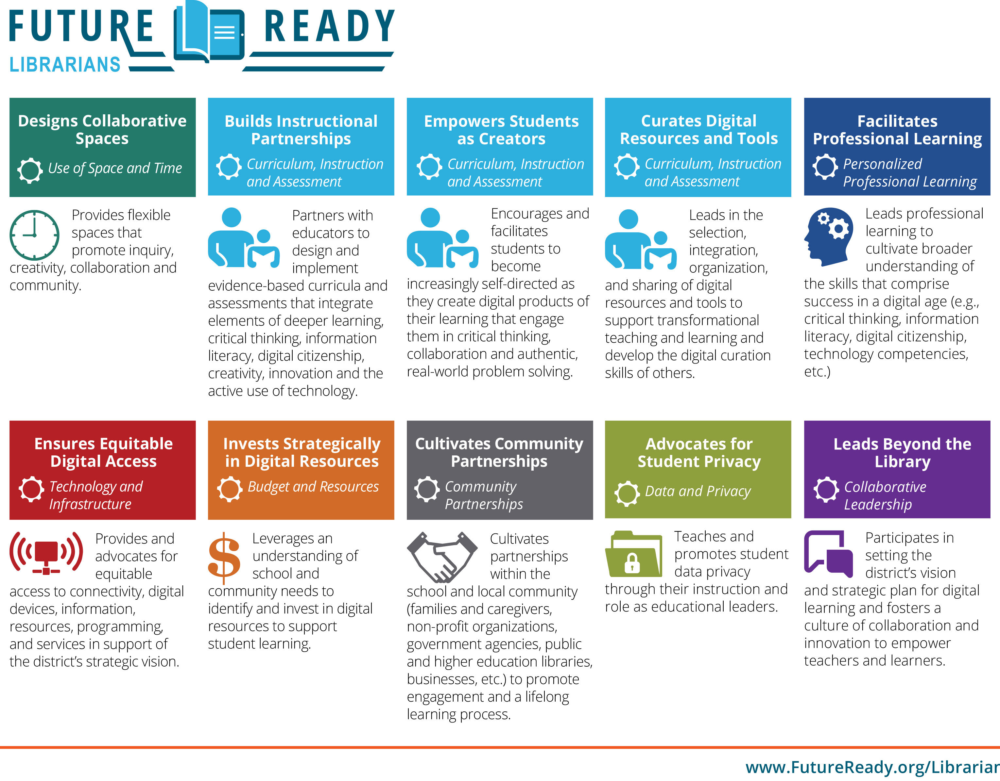 FUTURE READY
LIBRARIANS
Designs Collaborative
Spaces
Use of Space and Time
Provides flexible
spaces that
promote inquiry,
creativity, collaboration and
community.
Builds Instructional
Partnerships
Curriculum, Instruction
and Assessment
Partners with
educators to
design and
implement
evidence-based curricula and
assessments that integrate
elements of deeper learning,
critical thinking, information
literacy, digital citizenship,
creativity, innovation and the
active use of technology.
Empowers Students
as Creators
Curriculum, Instruction
and Assessment
Encourages and
facilitates
students to
become
increasingly self-directed as
they create digital products of
their learning that engage
them in critical thinking,
collaboration and authentic,
real-world problem solving.
Curates Digital
Resources and Tools
Curriculum, Instruction
and Assessment
Leads in the
selection,
integration,
organization,
and sharing of digital
resources and tools to
support transformational
teaching and learning and
develop the digital curation
skills of others.
Facilitates
Professional Learning
Personalized
Professional Learning
Leads professional
learning to
cultivate broader
understanding of
the skills that comprise
success in a digital age (e.g.,
critical thinking, information
literacy, digital citizenship,
technology competencies,
etc.)
Ensures Equitable
Digital Access
Technology and
Infrastructure
Provides and
advocates for
equitable
access to connectivity, digital
devices, information,
resources, programming,
and services in support of
the district’s strategic vision.
Invests Strategically
in Digital Resources
Budget and Resources
Leverages an
understanding of
school and
community needs to
identify and invest in digital
resources to support
student learning.
Cultivates Community
Partnerships
Community
Partnerships
Cultivates
partnerships
within the
school and local community
(families and caregivers,
non-profit organizations,
government agencies, public
and higher education libraries,
businesses, etc.) to promote
engagement and a lifelong
learning process.
Advocates for
Student Privacy
Data and Privacy
Teaches and
promotes student
data privacy
through their instruction and
role as educational leaders.
Leads Beyond the
Library
Collaborative
Leadership
Participates in
setting the
district’s vision
and strategic plan for digital
learning and fosters a
culture of collaboration and
innovation to empower
teachers and learners.
www.FutureReady.org/Librarian